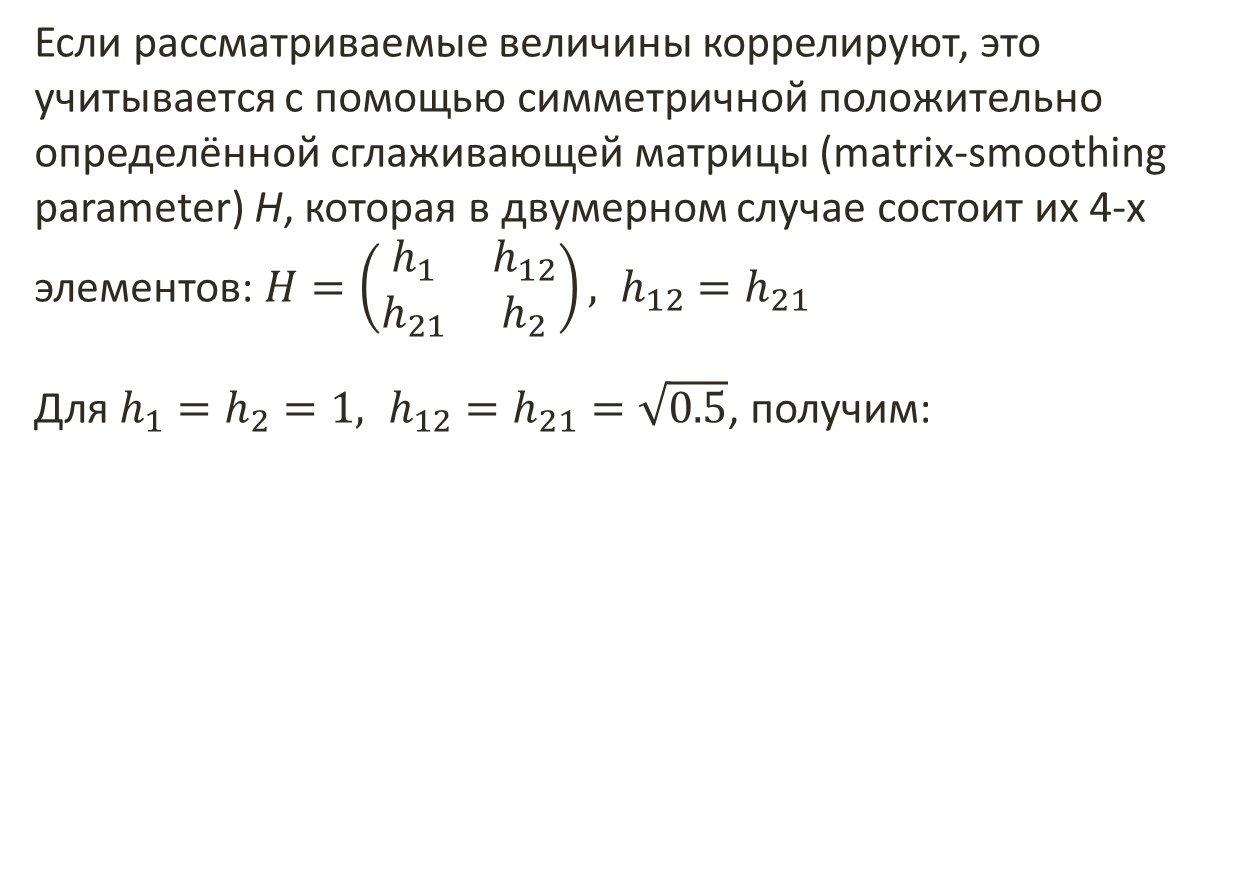 Если рассматриваемые величины коррелируют, это
учитывается с помощью симметричной положительно
определённой сглаживающей матрицы (matrix-smoothing
parameter) H, которая в двумерном случае состоит их 4-х
элементов: H = (h₁ h₁₂ h₂₁ h₂), h₁₂ = h₂₁
Для h₁ = h₂ = 1, h₁₂ = h₂₁ = √0.5, получим: